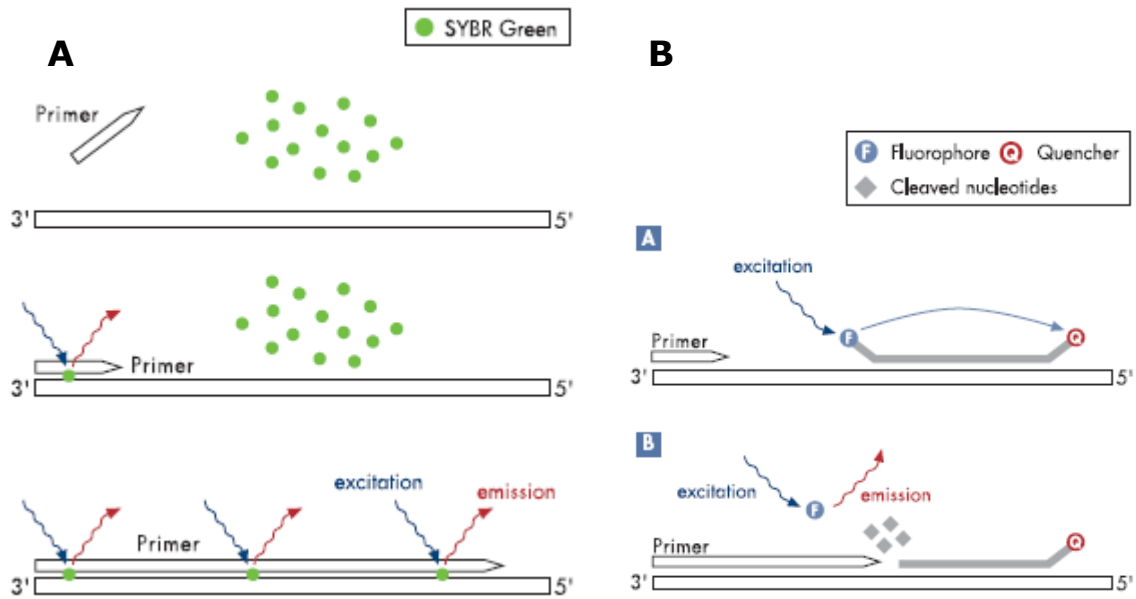 SYBR Green
A
Primer
3' 5'
Primer
3' 5'
excitation
emission
Primer
3' 5'
B
F Fluorophore Q Quencher
Cleaved nucleotides
A
excitation
F Q
Primer
3' 5'
B
excitation
F
emission
Q
Primer
3' 5'